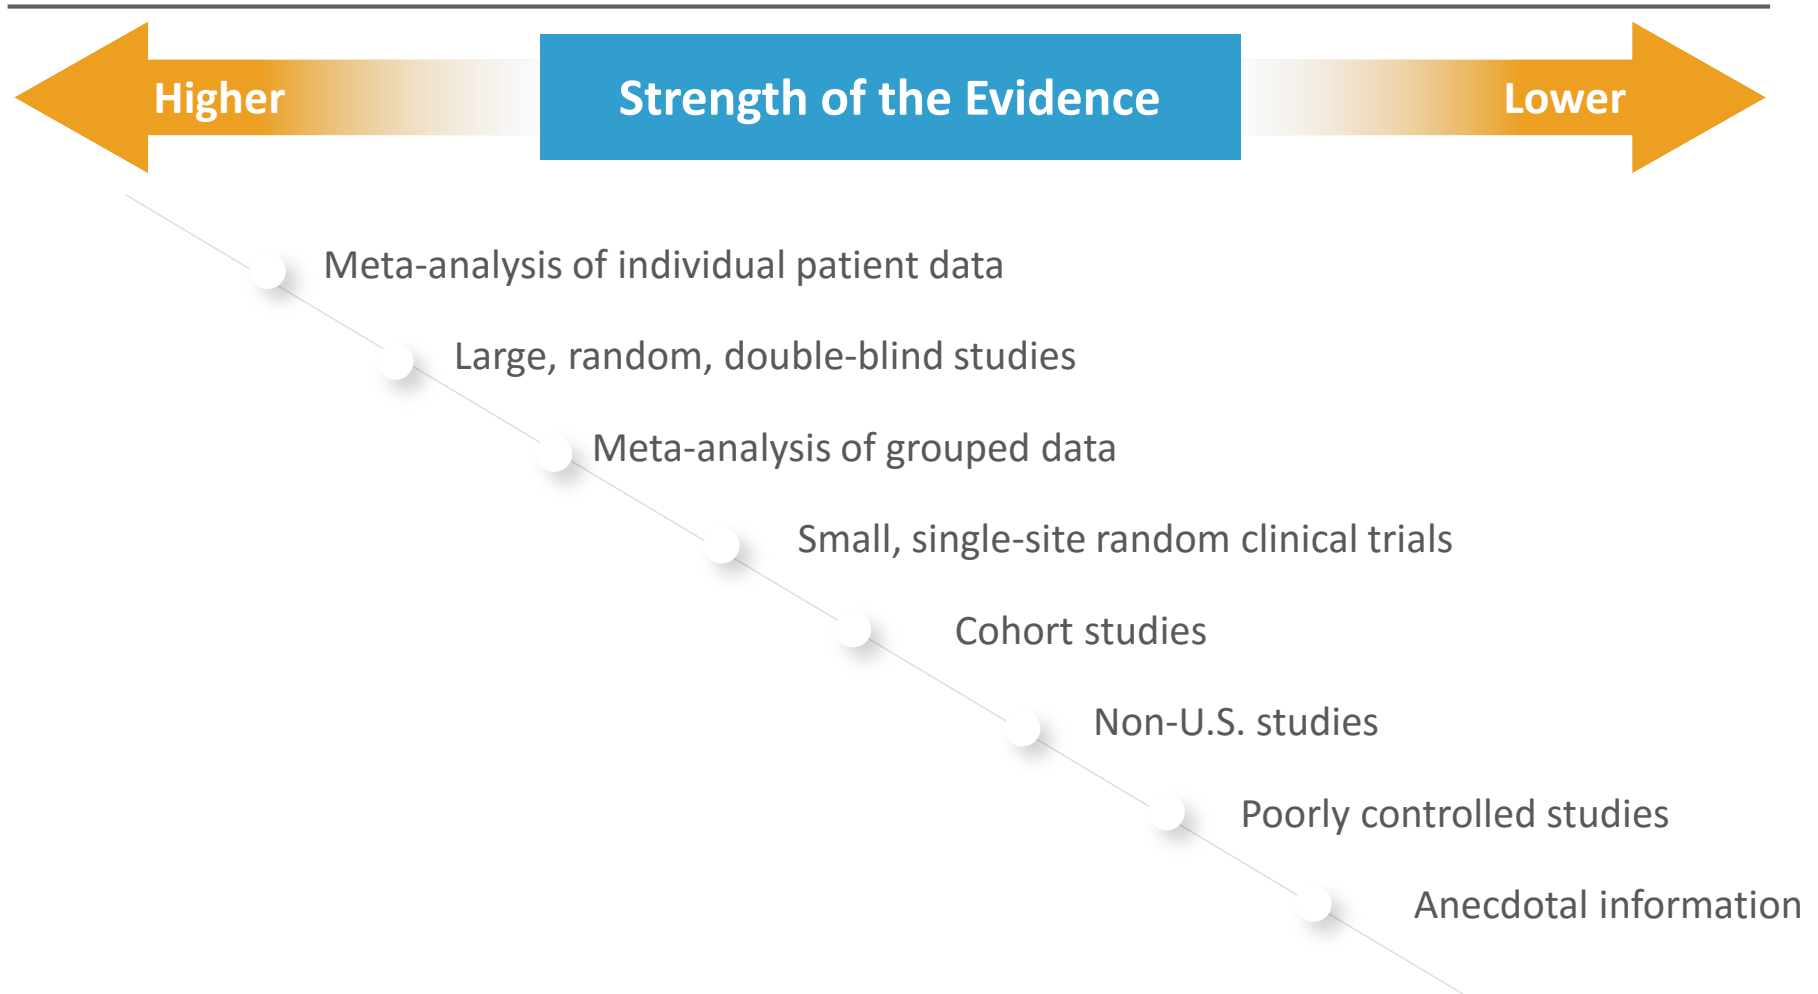 Higher
Strength of the Evidence
Lower
Meta-analysis of individual patient data
Large, random, double-blind studies
Meta-analysis of grouped data
Small, single-site random clinical trials
Cohort studies
Non-U.S. studies
Poorly controlled studies
Anecdotal information